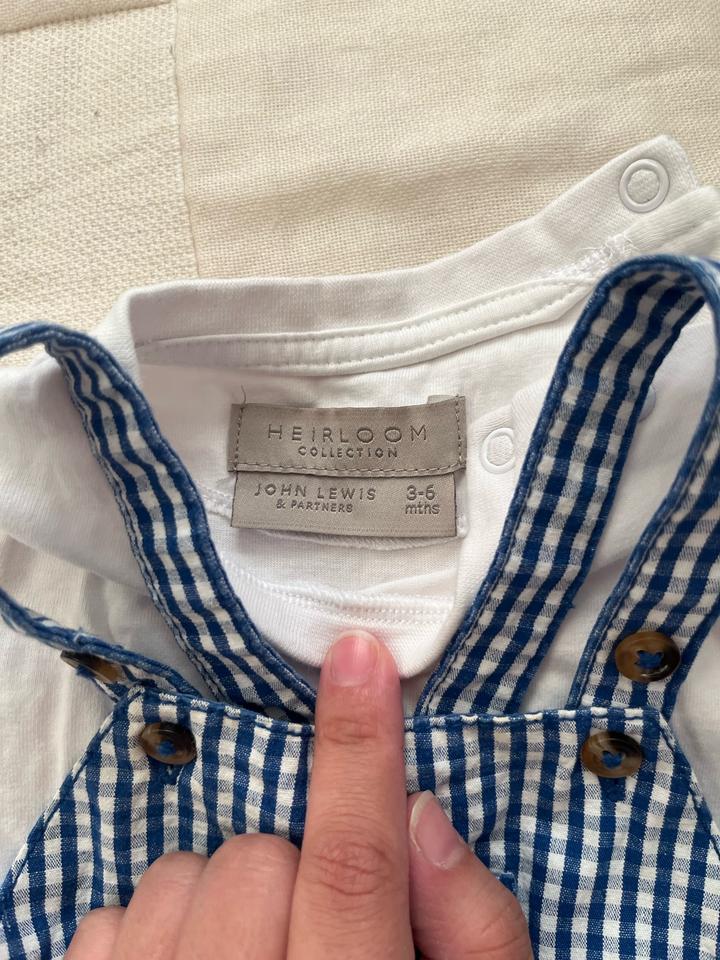 HEIRLOOM
COLLECTION
JOHN LEWIS
& PARTNERS
3-6
mths